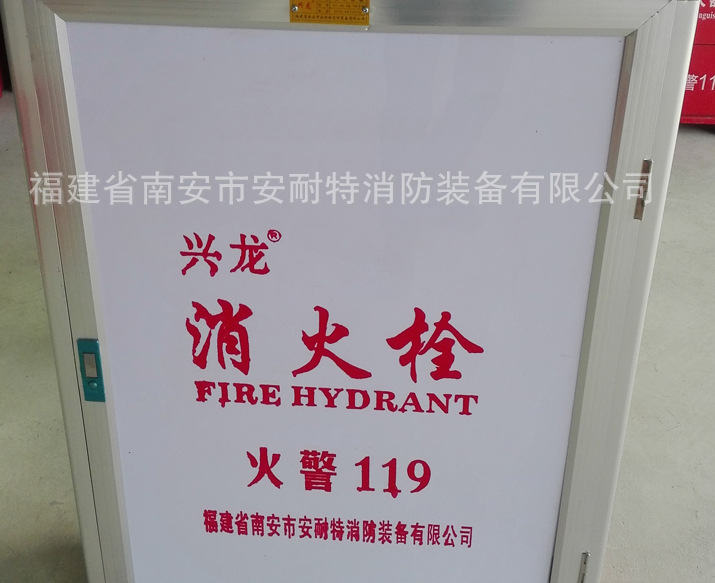 福建省南安市安耐特消防装备有限公司
兴龙®
消火栓
FIRE HYDRANT
火警 119
福建省南安市安耐特消防装备有限公司
警11